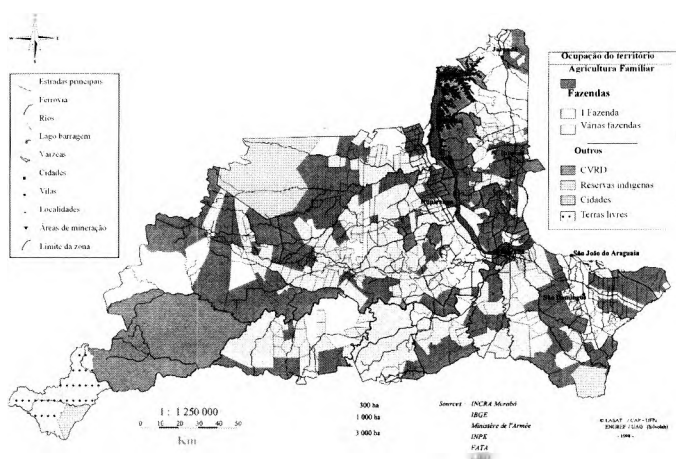 Estradas principais
Ferrovia
Rios
Lago barragem
Varzeas
Cidades
Vilas
Localidades
Áreas de mineração
Limite da zona
Ocupação do território
Agricultura Familiar
Fazendas
1 Fazenda
Várias fazendas
Outros
CVRD
Reservas indígenas
Cidades
Terras livres
São João do Araguaia
1 : 1 250 000
0 10 20 30 40 50
Km
300 ha
1 000 ha
3 000 ha
Sources : INCRA Marabá
IBGE
Ministère de l'Armée
INPE
FATA